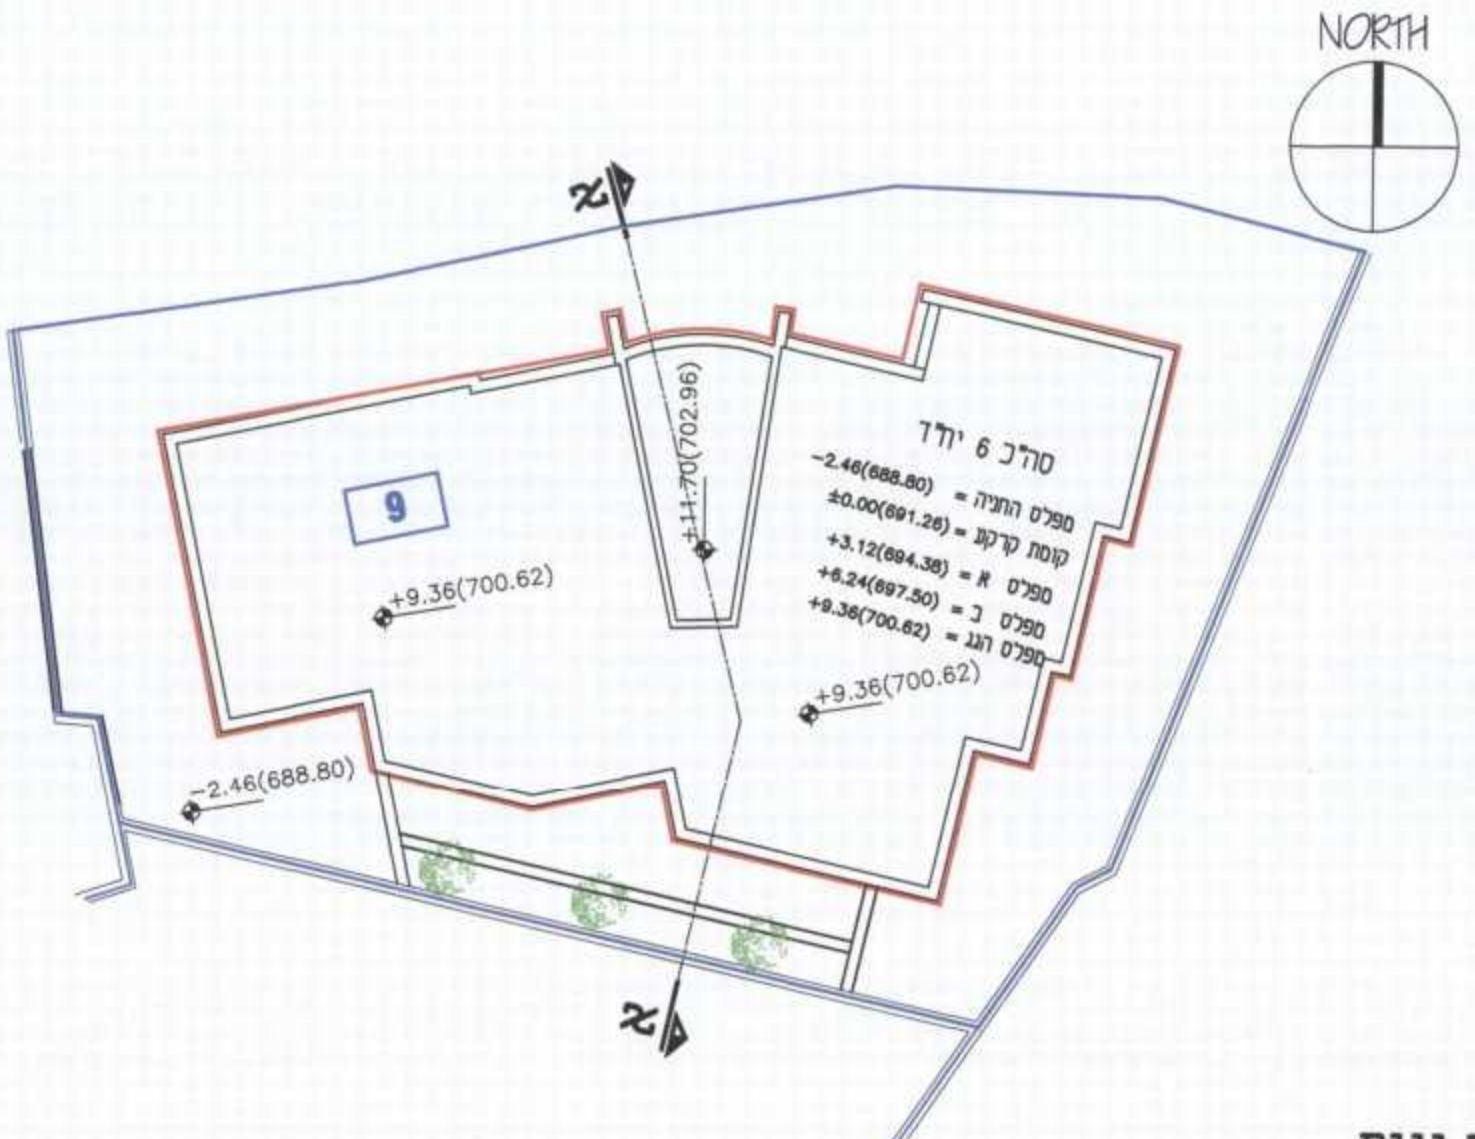 NORTH
א
+11.70(702.96)
סה"כ 6 יח"ד
מפלס החניה = -2.46(688.80)
קומת קרקע = ±0.00(691.26)
מפלס א = +3.12(694.38)
מפלס ב = +6.24(697.50)
מפלס הגג = +9.36(700.62)
9
+9.36(700.62)
+9.36(700.62)
-2.46(688.80)
א